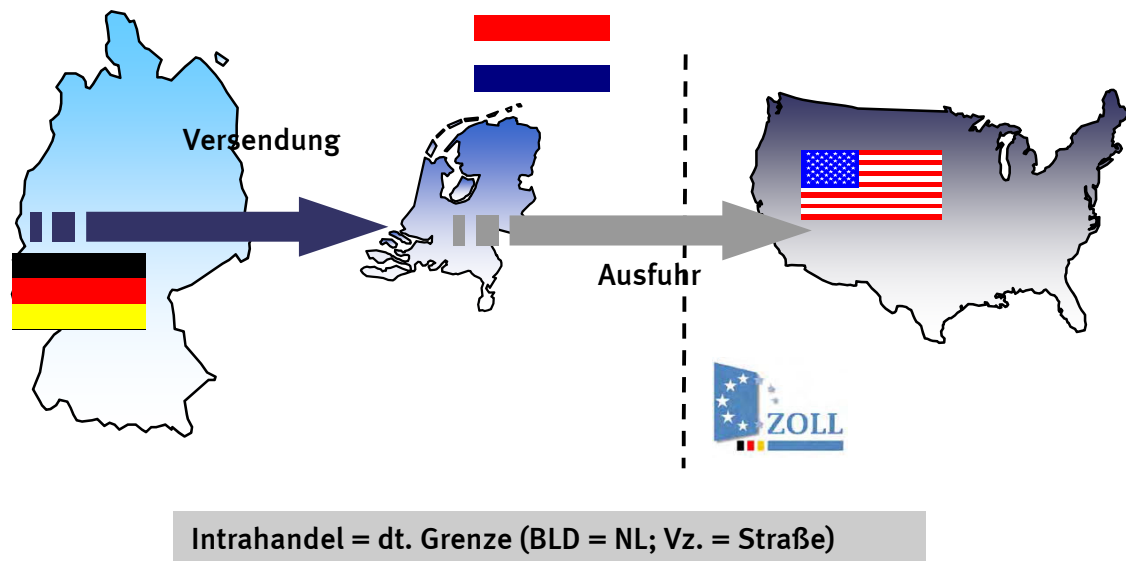 Versendung
Ausfuhr
ZOLL
Intrahandel = dt. Grenze (BLD = NL; Vz. = Straße)